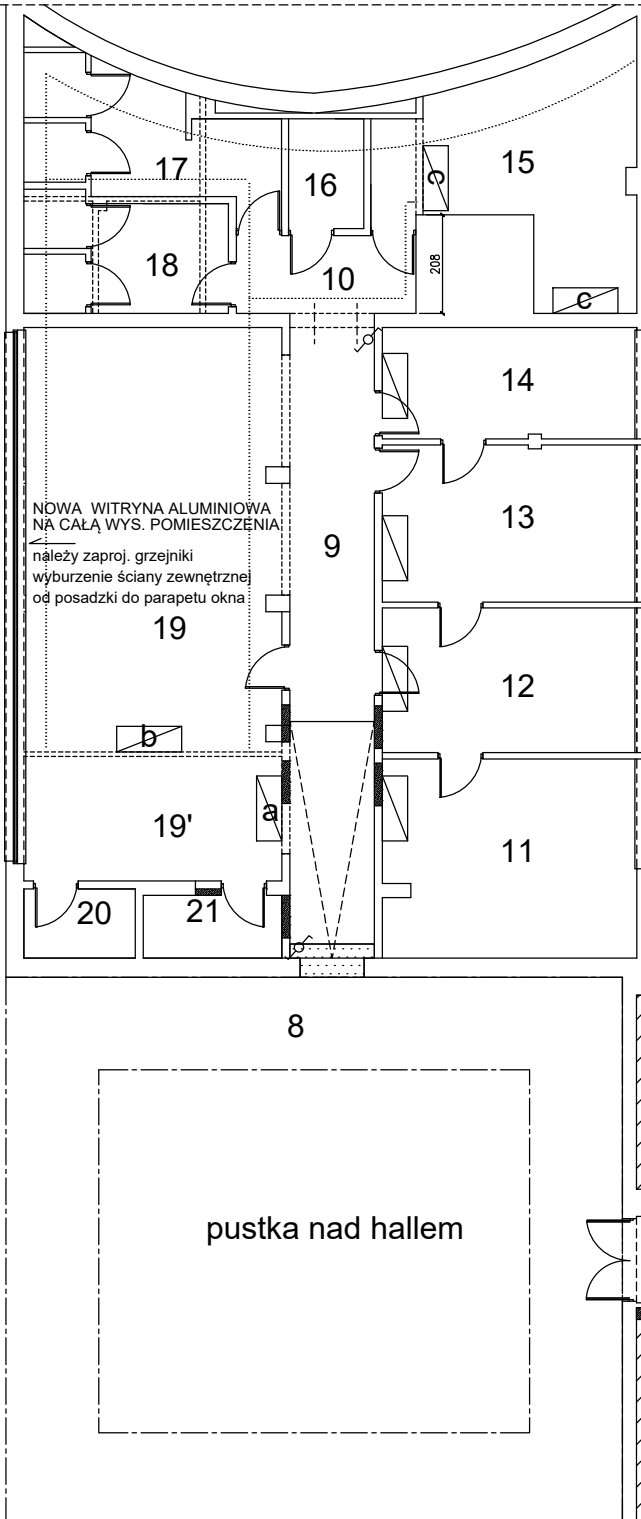 17
16
15
c
18
10
208
c
14
NOWA WITRYNA ALUMINIOWA
NA CAŁĄ WYS. POMIESZCZENIA
należy zaproj. grzejniki
wyburzenie ściany zewnętrznej
od posadzki do parapetu okna
9
13
19
12
b
19'
a
11
20
21
8
pustka nad hallem